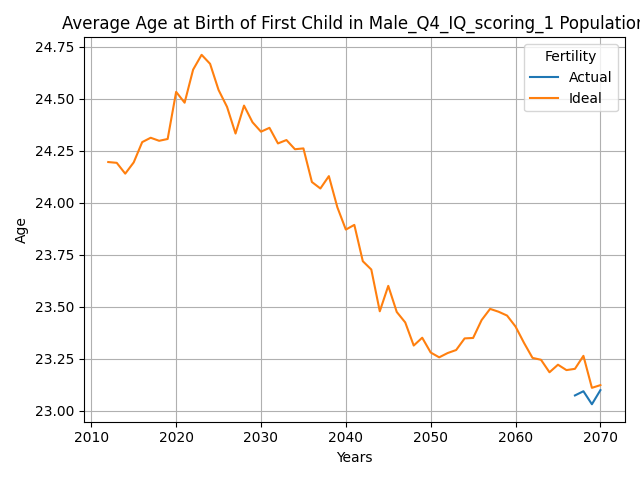 Average Age at Birth of First Child in Male_Q4_IQ_scoring_1 Population
Fertility
Actual
Ideal
24.75
24.50
24.25
24.00
23.75
23.50
23.25
23.00
Age
2010 2020 2030 2040 2050 2060 2070
Years